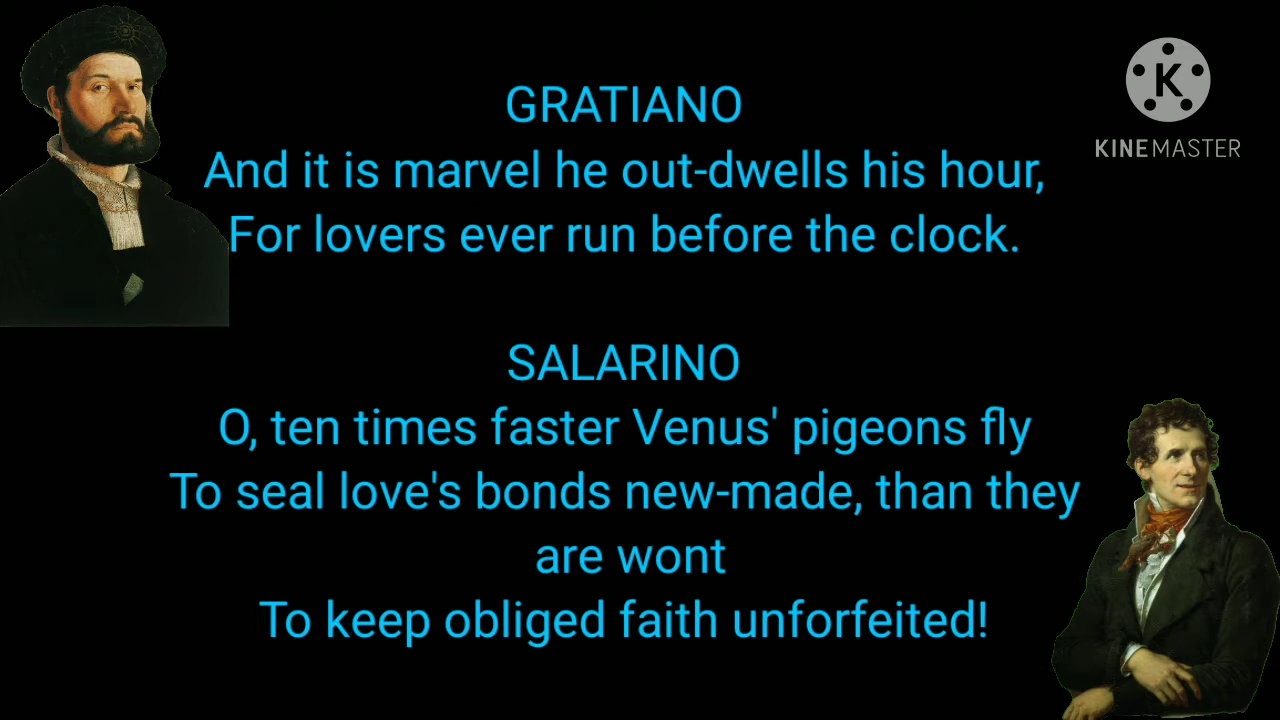 GRATIANO
And it is marvel he out-dwells his hour,
For lovers ever run before the clock.
SALARINO
O, ten times faster Venus' pigeons fly
To seal love's bonds new-made, than they
are wont
To keep obliged faith unforfeited!
K
KINEMASTER